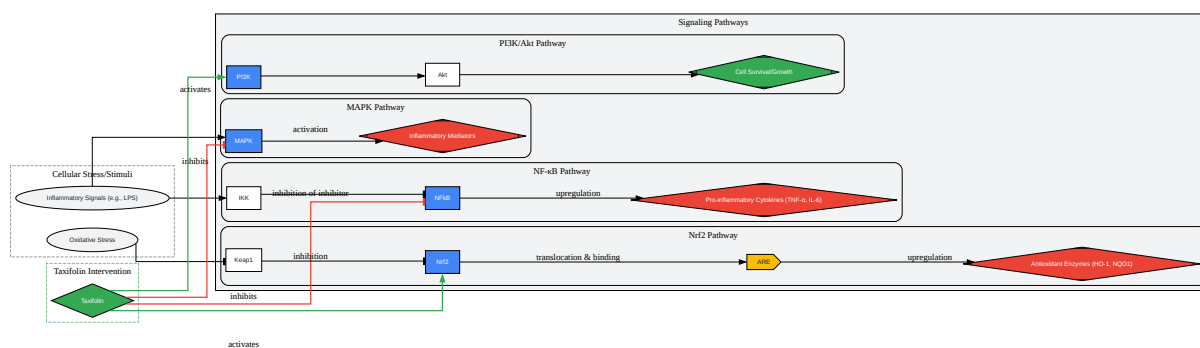 Signaling Pathways
PI3K/Akt Pathway
PI3K
Akt
Cell Survival/Growth
activates
MAPK Pathway
MAPK
activation
Inflammatory Mediators
inhibits
Cellular Stress/Stimuli
Inflammatory Signals (e.g., LPS)
Oxidative Stress
NF-κB Pathway
IKK
inhibition of inhibitor
NFkB
upregulation
Pro-inflammatory Cytokines (TNF-α, IL-6)
Nrf2 Pathway
Keap1
inhibition
Nrf2
translocation & binding
ARE
upregulation
Antioxidant Enzymes (HO-1, NQO1)
Taxifolin Intervention
Taxifolin
inhibits
activates